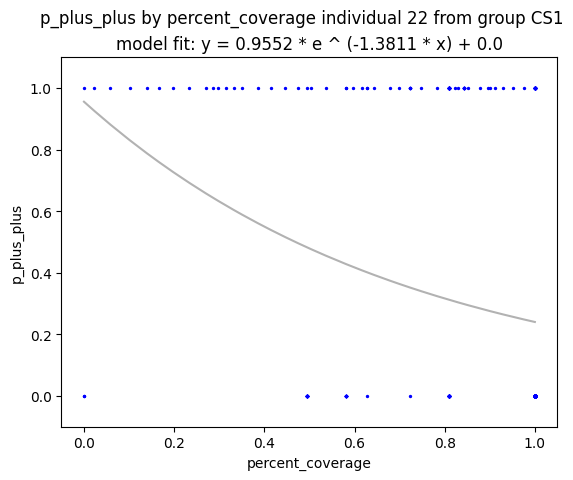 p_plus_plus by percent_coverage individual 22 from group CS1
model fit: y = 0.9552 * e ^ (-1.3811 * x) + 0.0
1.0
0.8
0.6
0.4
0.2
0.0
p_plus_plus
0.0 0.2 0.4 0.6 0.8 1.0
percent_coverage